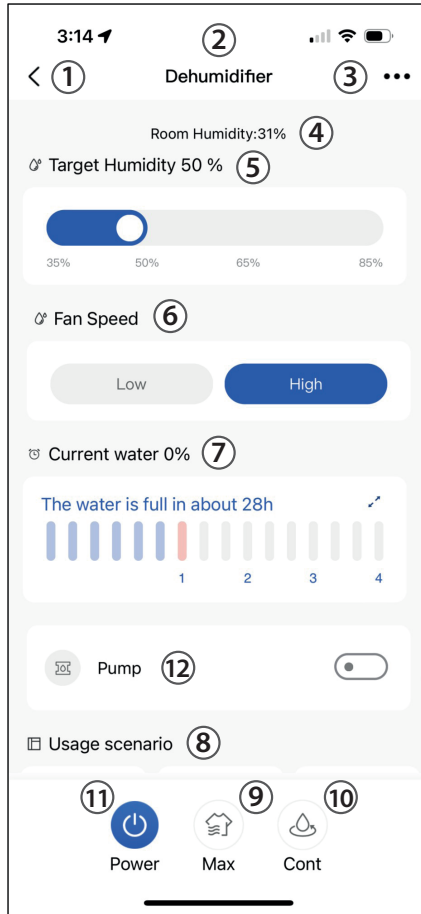 3:14
②
① Dehumidifier ③
Room Humidity:31% ④
Target Humidity 50 % ⑤
35% 50% 65% 85%
Fan Speed ⑥
Low High
Current water 0% ⑦
The water is full in about 28h
1 2 3 4
Pump ⑫
Usage scenario ⑧
⑪ ⑨ ⑩
Power Max Cont